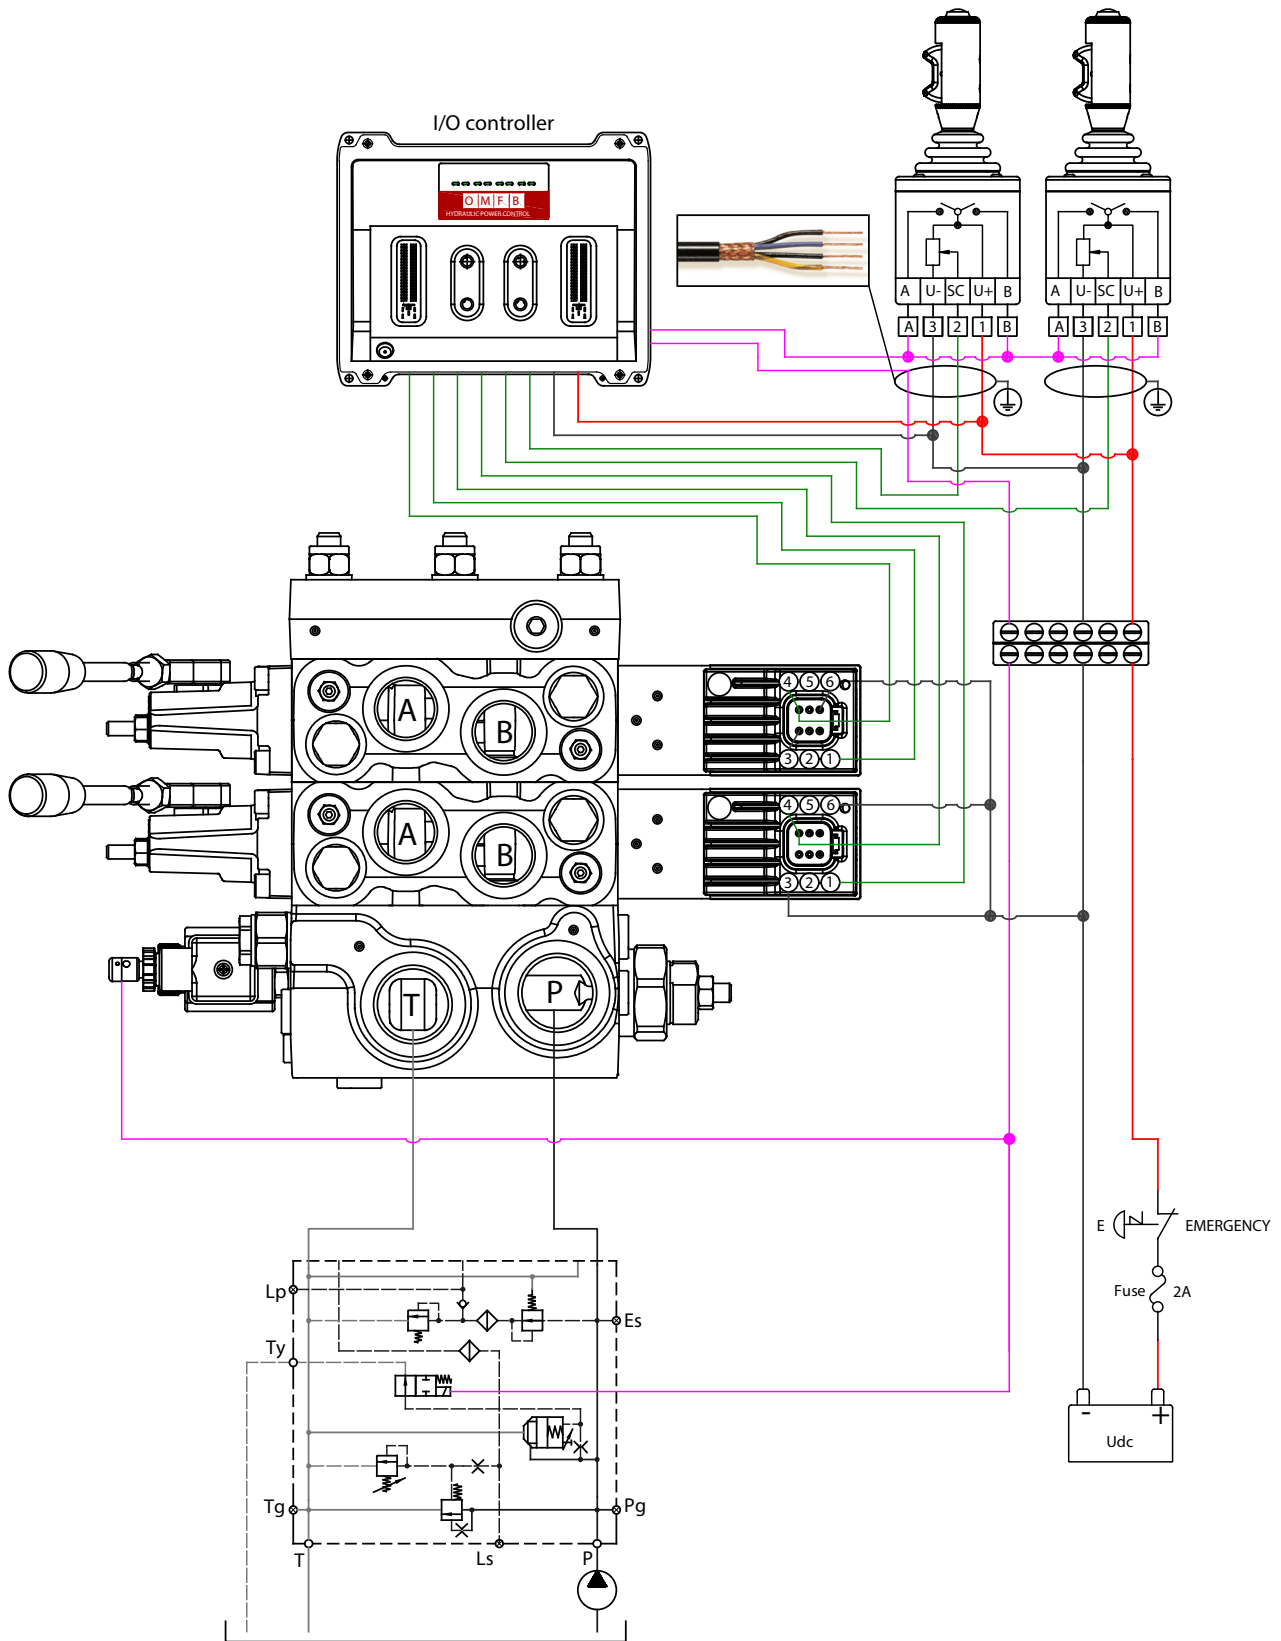 I/O controller
O M F B
HYDRAULIC POWER CONTROL
A U- SC U+ B
A 3 2 1 B
A U- SC U+ B
A 3 2 1 B
A
B
4 5 6
3 2 1
A
B
4 5 6
3 2 1
T
P
E
EMERGENCY
Fuse 2A
- +
Udc
Lp
Es
Ty
Tg
Pg
T
Ls
P